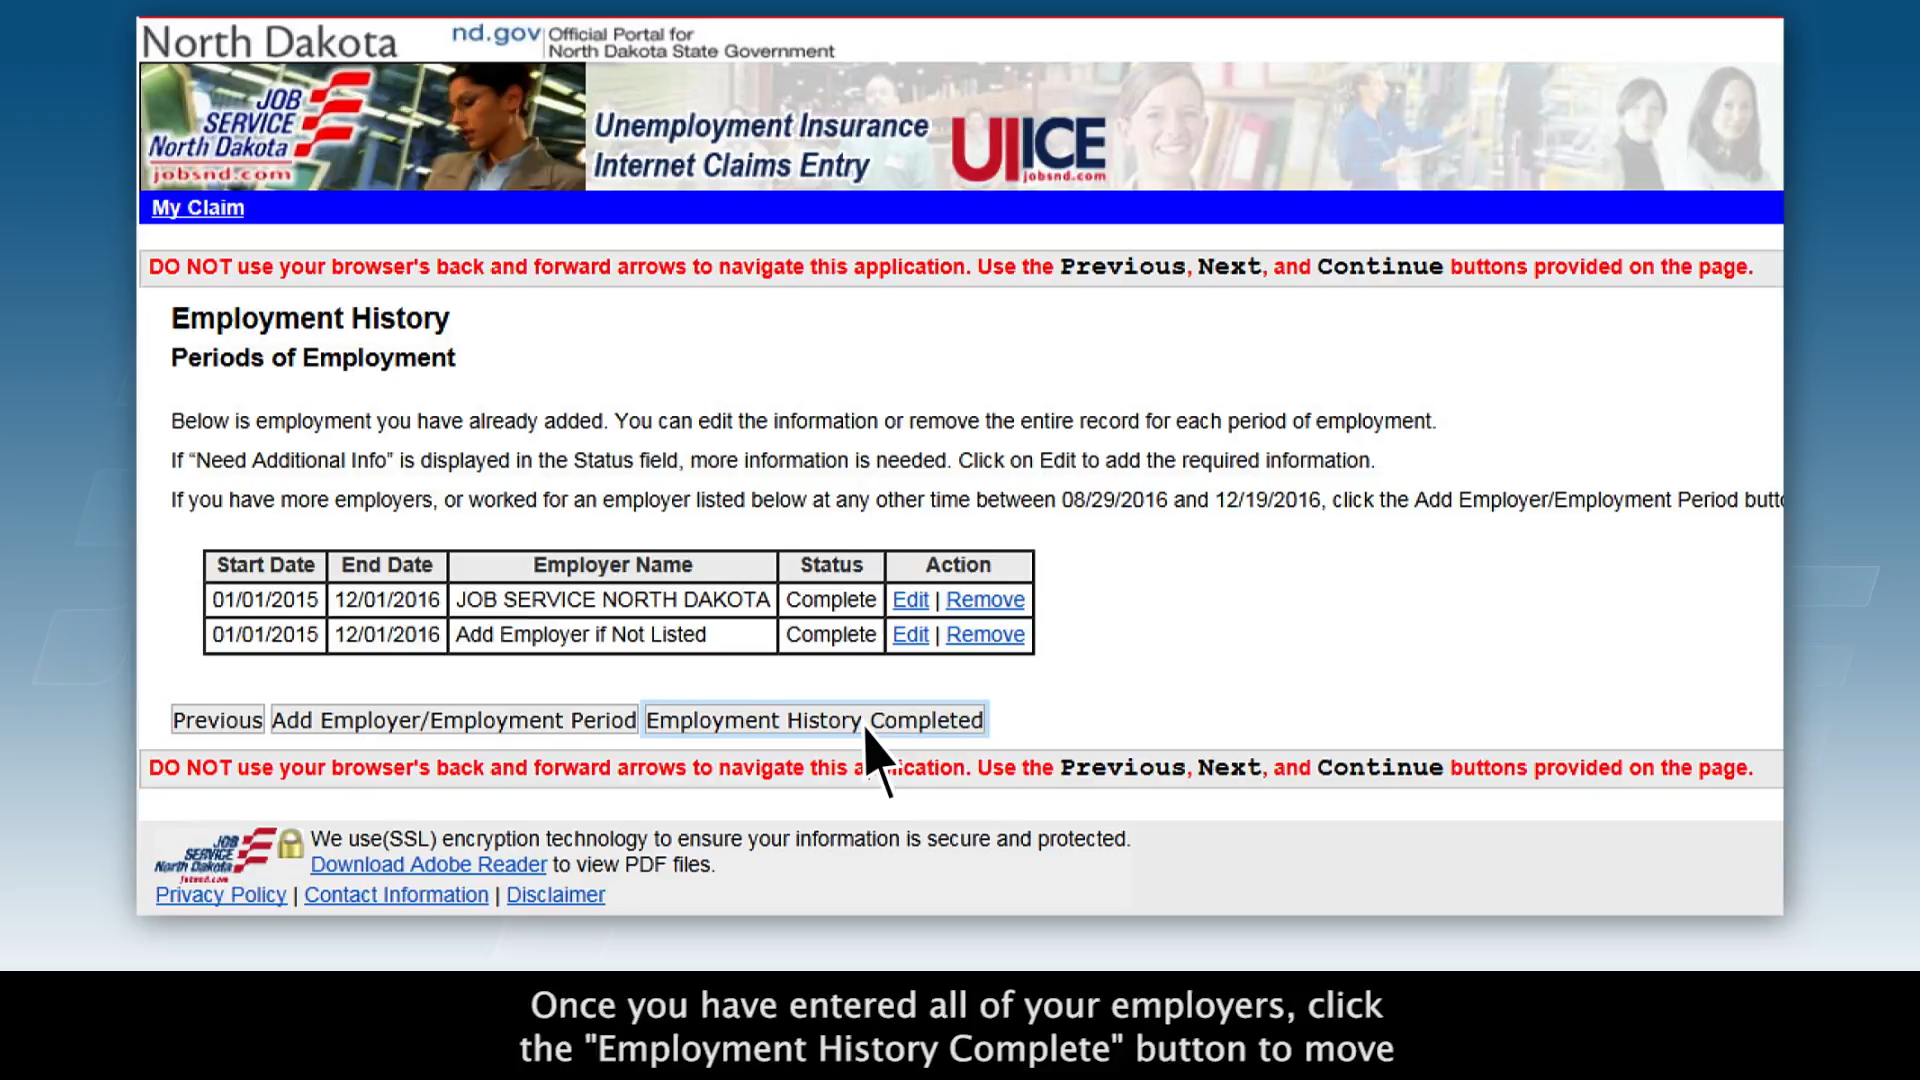 North Dakota nd.gov Official Portal for
North Dakota State Government
JOB
SERVICE
North Dakota
jobsnd.com
Unemployment Insurance
Internet Claims Entry
UIICE
jobsnd.com
My Claim
DO NOT use your browser's back and forward arrows to navigate this application. Use the Previous, Next, and Continue buttons provided on the page.
Employment History
Periods of Employment
Below is employment you have already added. You can edit the information or remove the entire record for each period of employment.
If “Need Additional Info” is displayed in the Status field, more information is needed. Click on Edit to add the required information.
If you have more employers, or worked for an employer listed below at any other time between 08/29/2016 and 12/19/2016, click the Add Employer/Employment Period
Start Date End Date Employer Name Status Action
01/01/2015 12/01/2016 JOB SERVICE NORTH DAKOTA Complete Edit | Remove
01/01/2015 12/01/2016 Add Employer if Not Listed Complete Edit | Remove
Previous Add Employer/Employment Period Employment History Completed
DO NOT use your browser's back and forward arrows to navigate this application. Use the Previous, Next, and Continue buttons provided on the page.
JOB
SERVICE
North Dakota
jobsnd.com
We use(SSL) encryption technology to ensure your information is secure and protected.
Download Adobe Reader to view PDF files.
Privacy Policy | Contact Information | Disclaimer
Once you have entered all of your employers, click
the "Employment History Complete" button to move